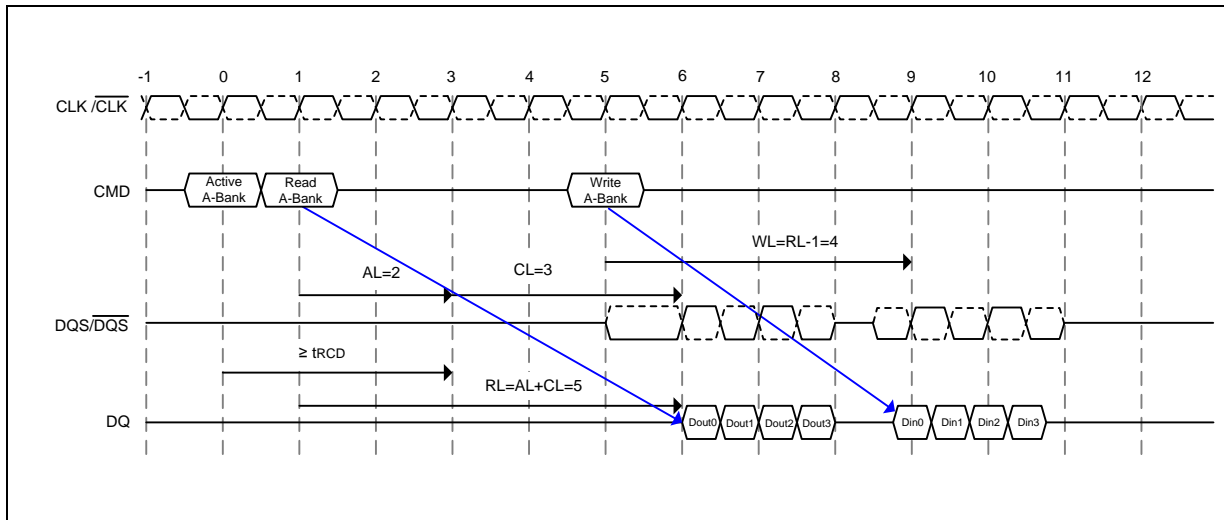 -1 0 1 2 3 4 5 6 7 8 9 10 11 12
CLK /CLK
CMD
Active
A-Bank
Read
A-Bank
Write
A-Bank
WL=RL-1=4
AL=2
CL=3
DQS/DQS
≥ tRCD
RL=AL+CL=5
DQ
Dout0 Dout1 Dout2 Dout3 Din0 Din1 Din2 Din3